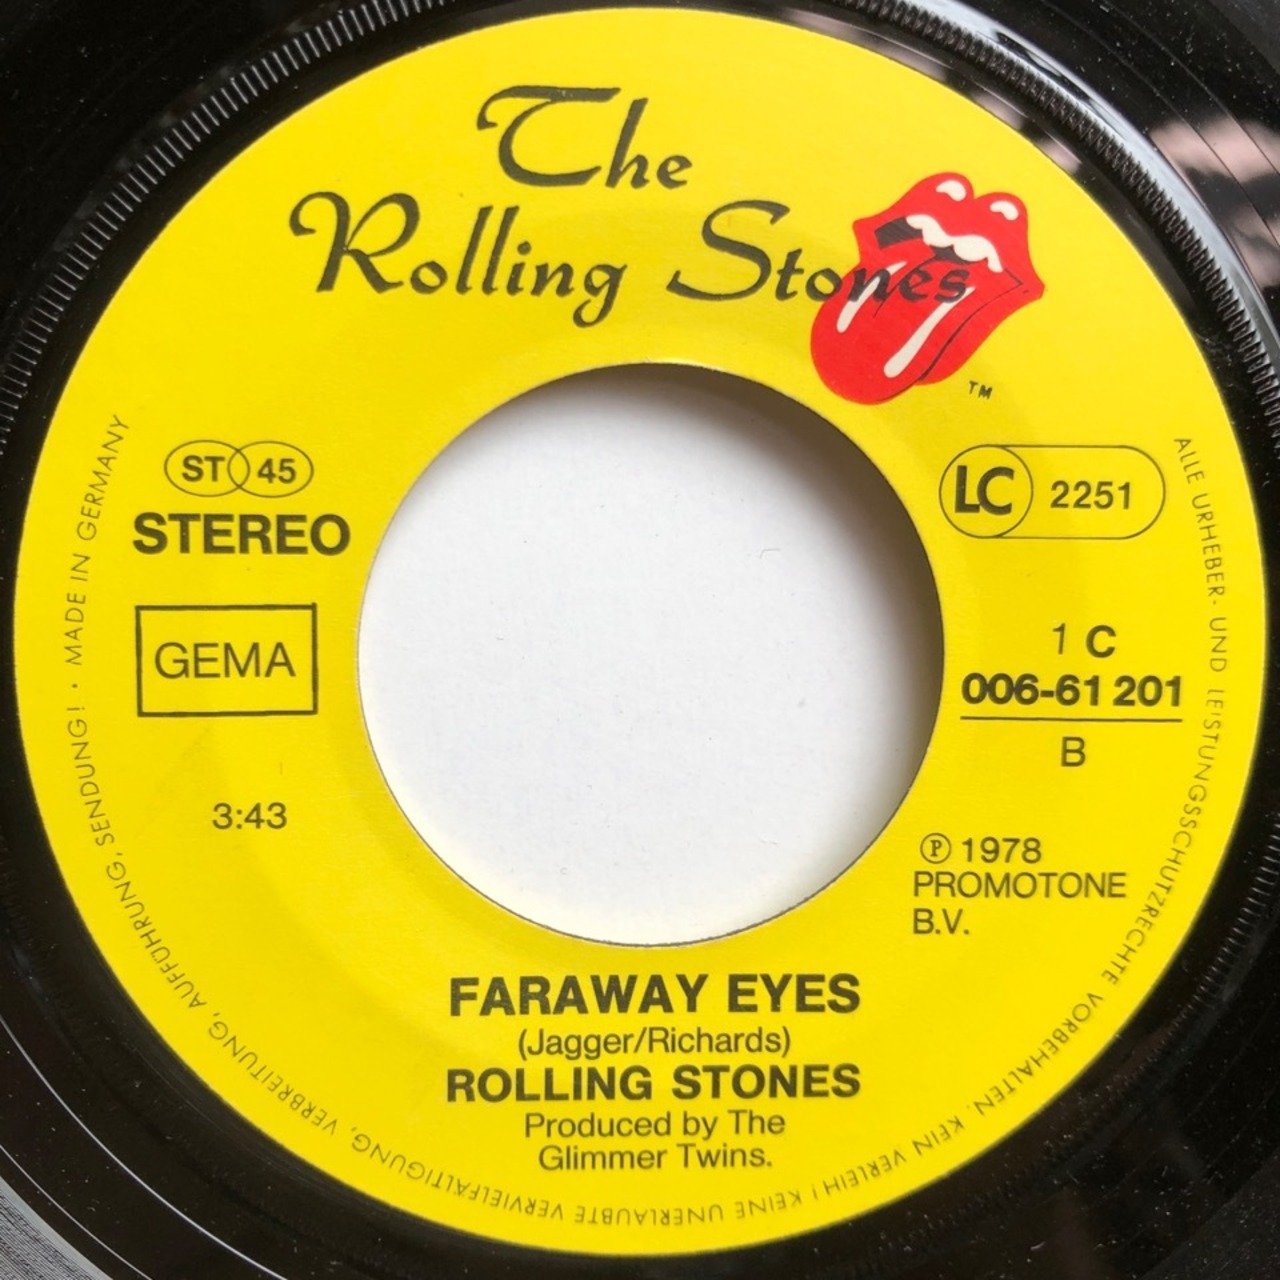 The
Rolling Stones
TM
ST 45
STEREO
GEMA
3:43
LC 2251
1 C
006-61 201
B
℗ 1978
PROMOTONE
B.V.
FARAWAY EYES
(Jagger/Richards)
ROLLING STONES
Produced by The
Glimmer Twins.
ALLE URHEBER- UND LEISTUNGSSCHUTZRECHTE VORBEHALTEN. KEIN VERLEIH! KEINE UNERLAUBTE VERVIELFÄLTIGUNG, VERBREITUNG, AUFFÜHRUNG, SENDUNG! • MADE IN GERMANY